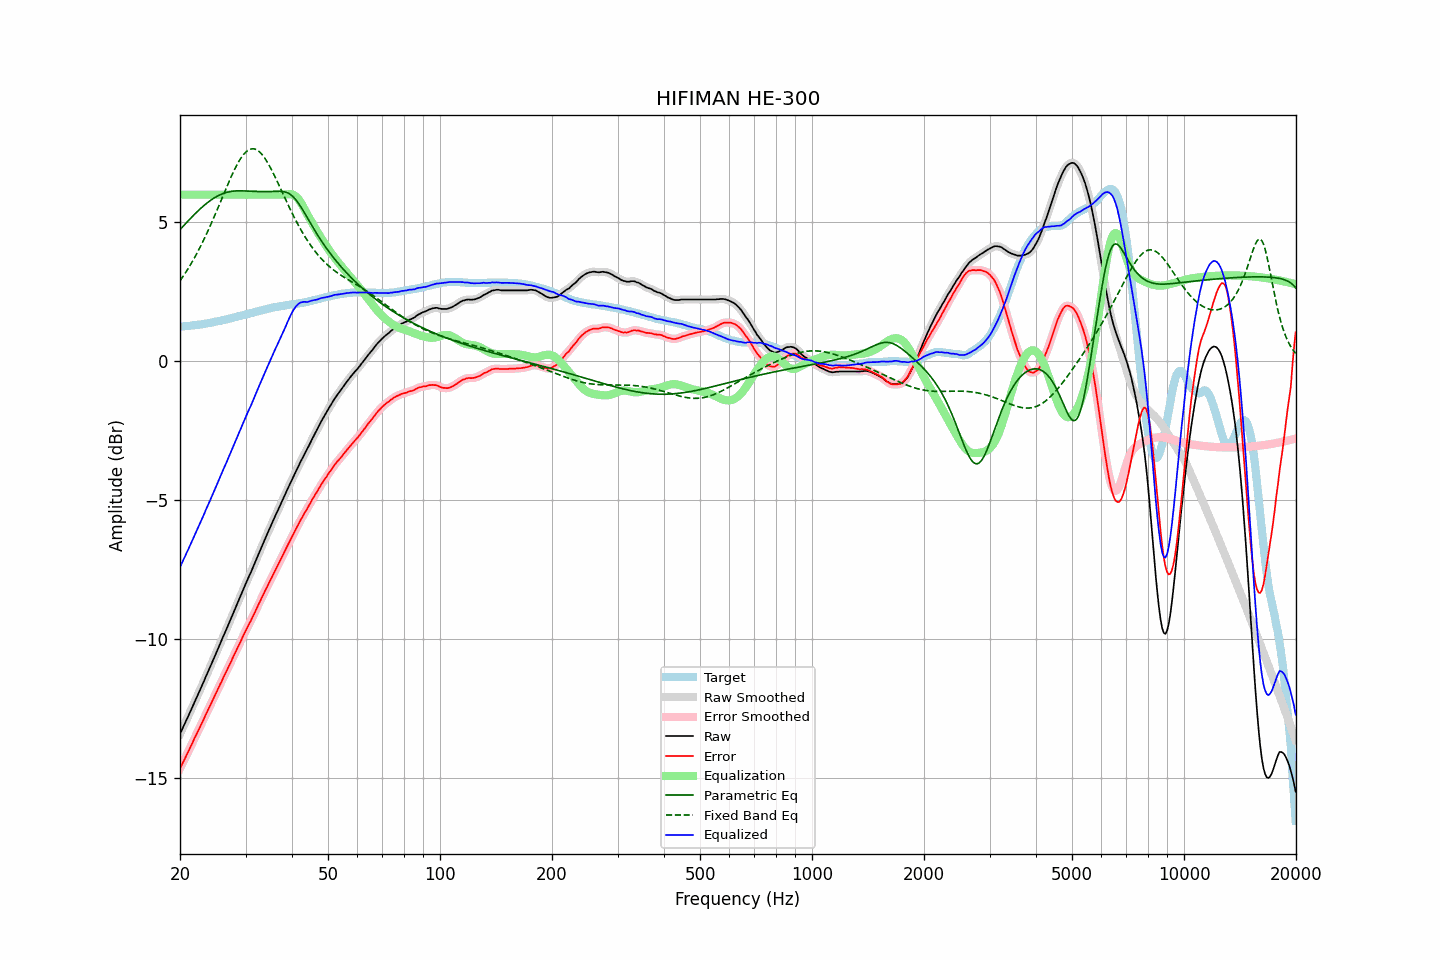 HIFIMAN HE-300
Amplitude (dBr)
5
0
−5
−10
−15
Target
Raw Smoothed
Error Smoothed
Raw
Error
Equalization
Parametric Eq
Fixed Band Eq
Equalized
20 50 100 200 500 1000 2000 5000 10000 20000
Frequency (Hz)